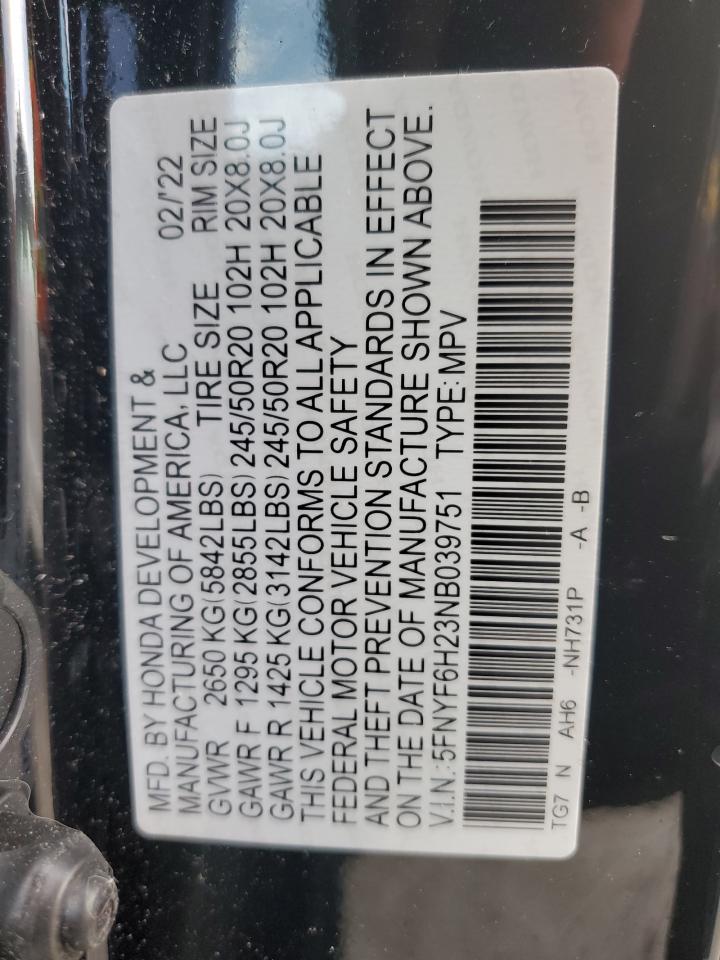 MFD. BY HONDA DEVELOPMENT &
MANUFACTURING OF AMERICA, LLC 02/'22
GVWR 2650 KG(5842LBS) TIRE SIZE RIM SIZE
GAWR F 1295 KG(2855LBS) 245/50R20 102H 20X8.0J
GAWR R 1425 KG(3142LBS) 245/50R20 102H 20X8.0J
THIS VEHICLE CONFORMS TO ALL APPLICABLE
FEDERAL MOTOR VEHICLE SAFETY
AND THEFT PREVENTION STANDARDS IN EFFECT
ON THE DATE OF MANUFACTURE SHOWN ABOVE.
V.I.N.: 5FNYF6H23NB039751 TYPE: MPV
TG7 N AH6 -NH731P -A -B